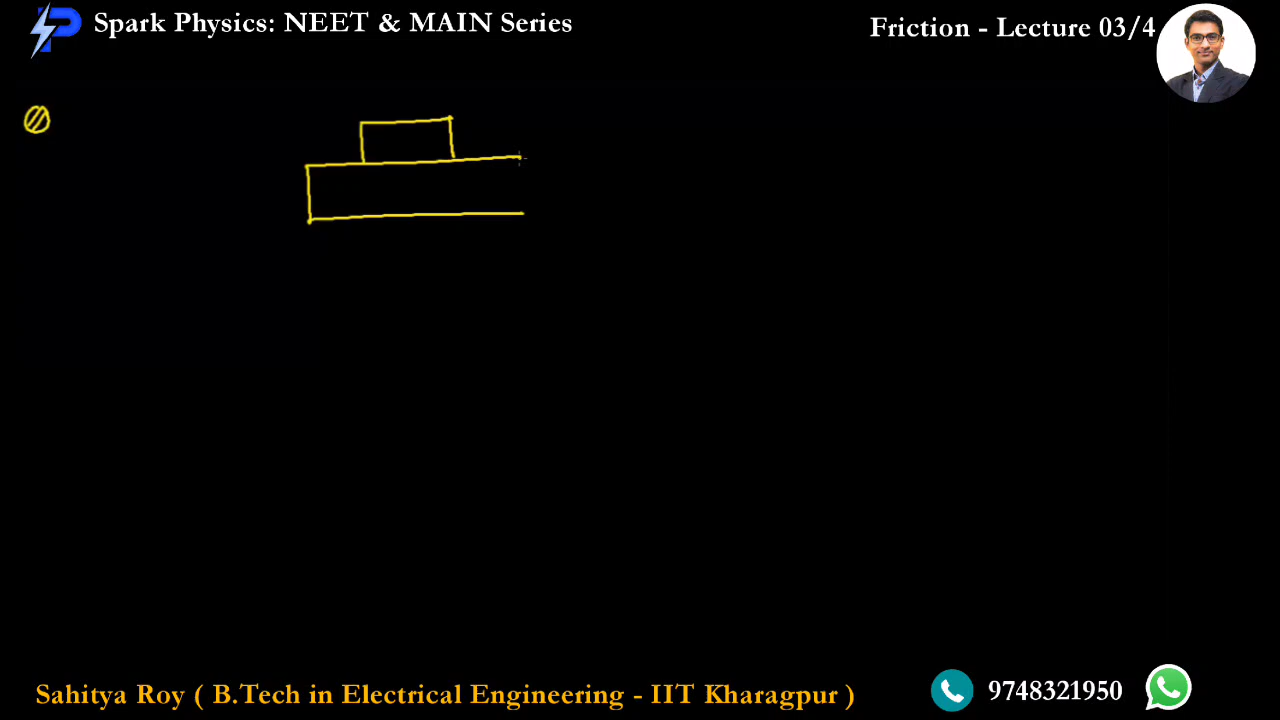 Spark Physics: NEET & MAIN Series
Friction - Lecture 03/4
Sahitya Roy ( B.Tech in Electrical Engineering - IIT Kharagpur )
9748321950